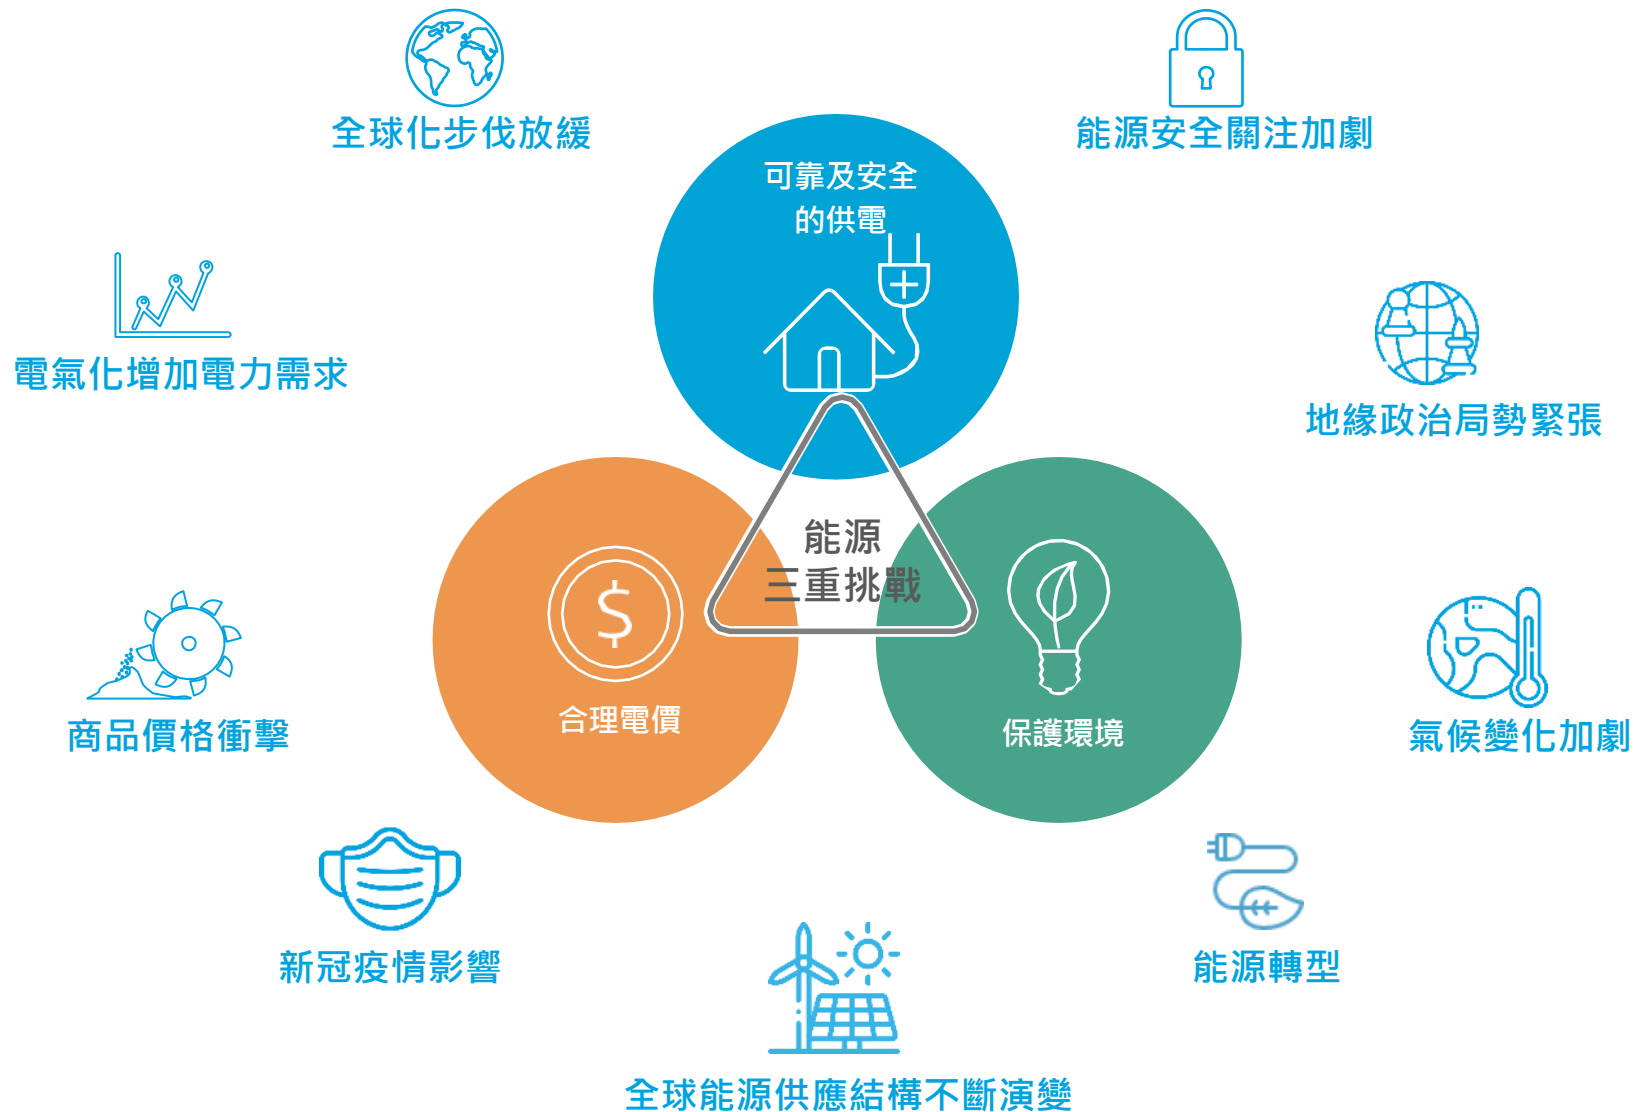 全球化步伐放緩
能源安全關注加劇
可靠及安全
的供電
電氣化增加電力需求
地緣政治局勢緊張
能源
三重挑戰
合理電價
保護環境
商品價格衝擊
氣候變化加劇
新冠疫情影響
能源轉型
全球能源供應結構不斷演變